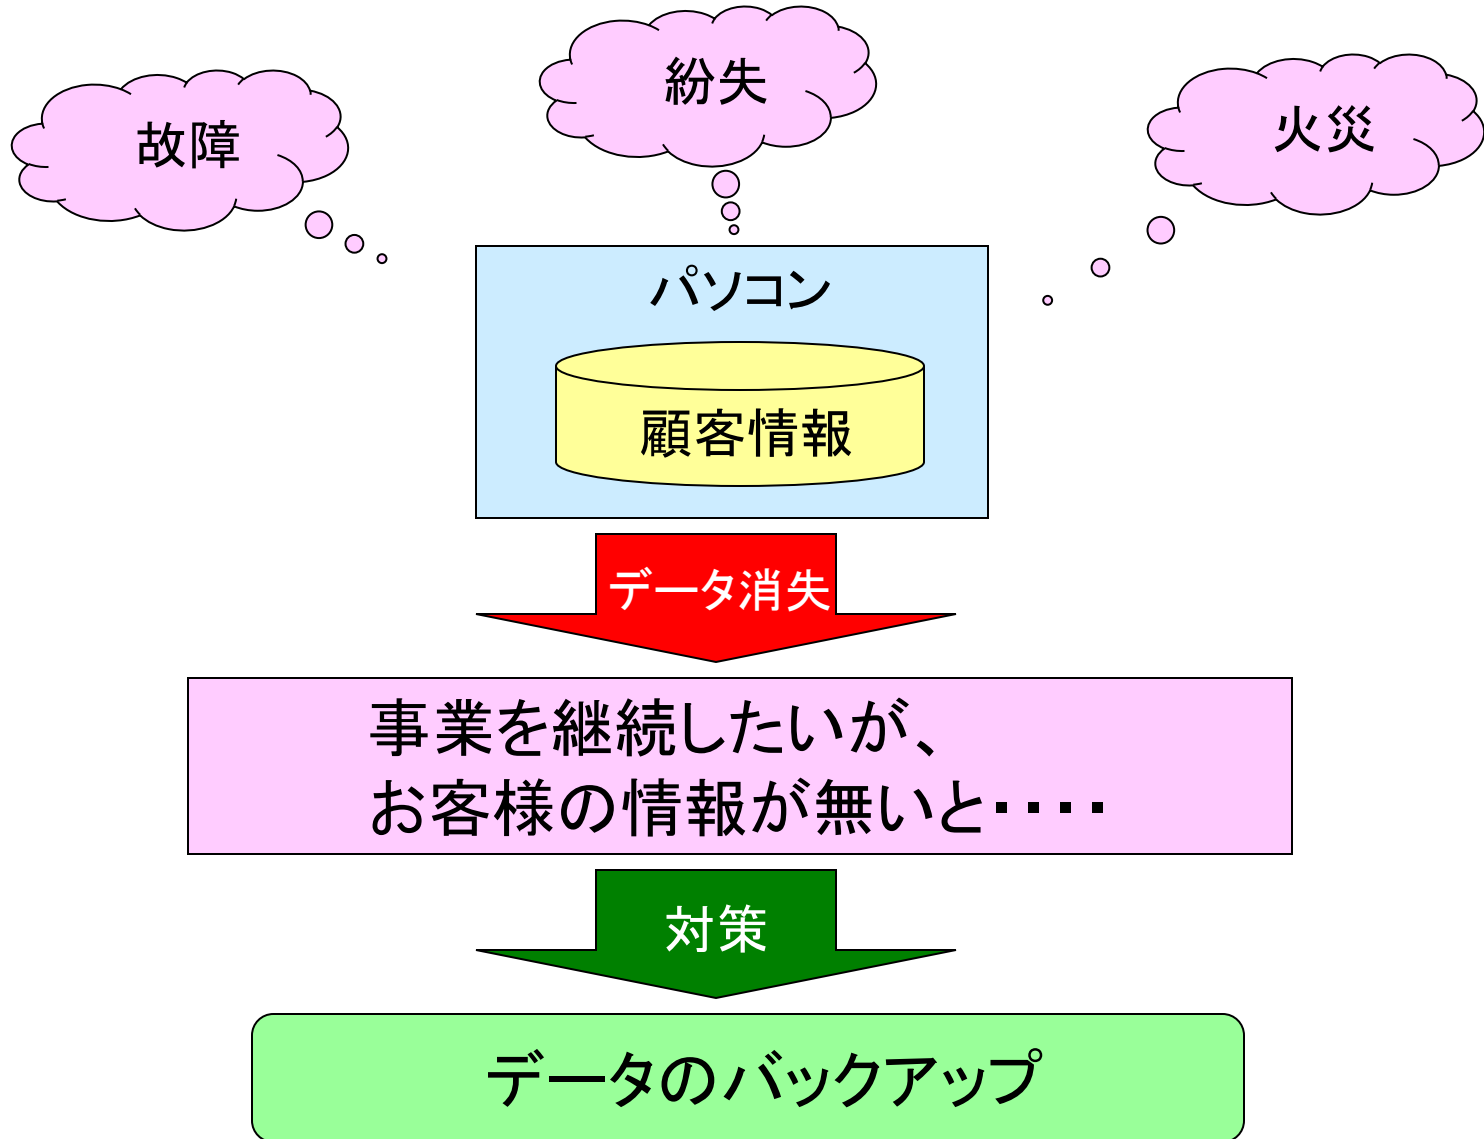 故障
紛失
火災
パソコン
顧客情報
データ消失
事業を継続したいが、
お客様の情報が無いと・・・・
対策
データのバックアップ